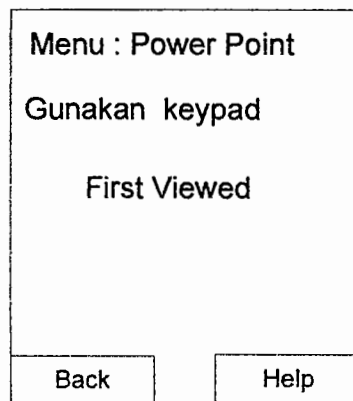 Menu : Power Point
Gunakan keypad
First Viewed
Back Help